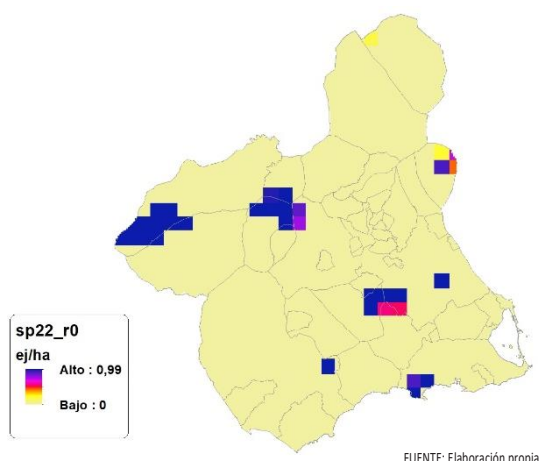 sp22_r0
ej/ha
Alto : 0,99
Bajo : 0
FUENTE: Elaboración propia